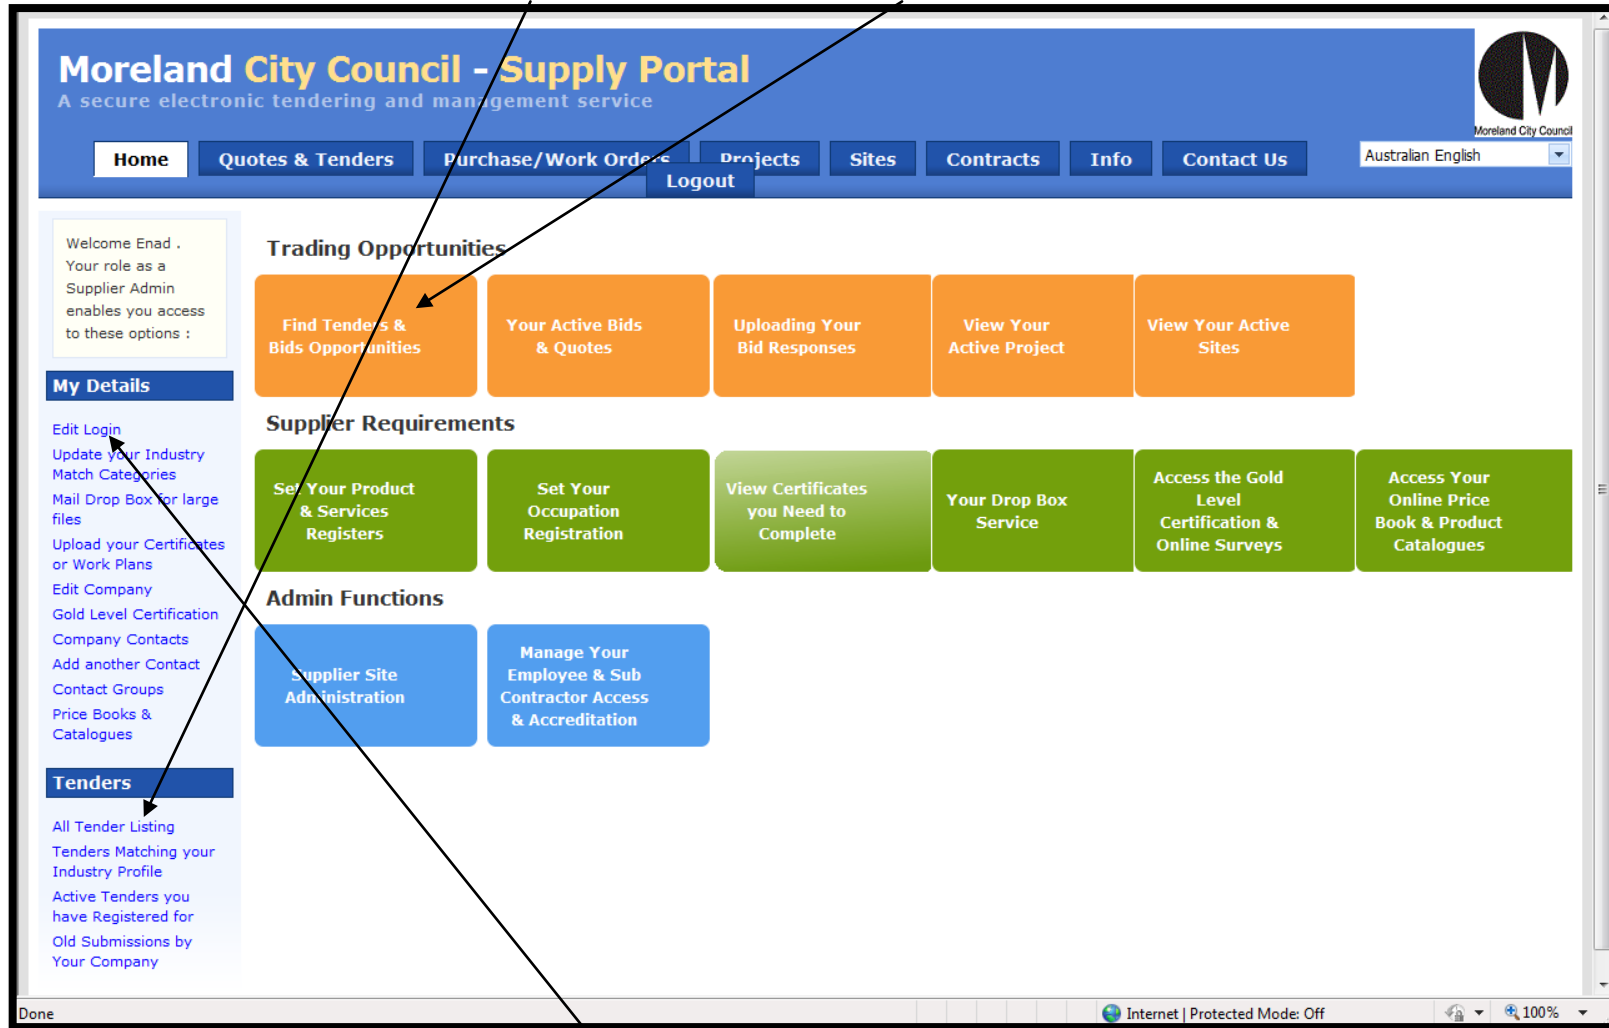 Moreland City Council - Supply Portal
A secure electronic tendering and management service
Moreland City Council
Home
Quotes & Tenders
Purchase/Work Orders
Projects
Sites
Contracts
Info
Contact Us
Logout
Australian English
Welcome Enad .
Your role as a
Supplier Admin
enables you access
to these options :
My Details
Edit Login
Update your Industry
Match Categories
Mail Drop Box for large
files
Upload your Certificates
or Work Plans
Edit Company
Gold Level Certification
Company Contacts
Add another Contact
Contact Groups
Price Books &
Catalogues
Tenders
All Tender Listing
Tenders Matching your
Industry Profile
Active Tenders you
have Registered for
Old Submissions by
Your Company
Trading Opportunities
Find Tenders &
Bids Opportunities
Your Active Bids
& Quotes
Uploading Your
Bid Responses
View Your
Active Project
View Your Active
Sites
Supplier Requirements
Set Your Product
& Services
Registers
Set Your
Occupation
Registration
View Certificates
you Need to
Complete
Your Drop Box
Service
Access the Gold
Level
Certification &
Online Surveys
Access Your
Online Price
Book & Product
Catalogues
Admin Functions
Supplier Site
Administration
Manage Your
Employee & Sub
Contractor Access
& Accreditation
Done
Internet | Protected Mode: Off
100%